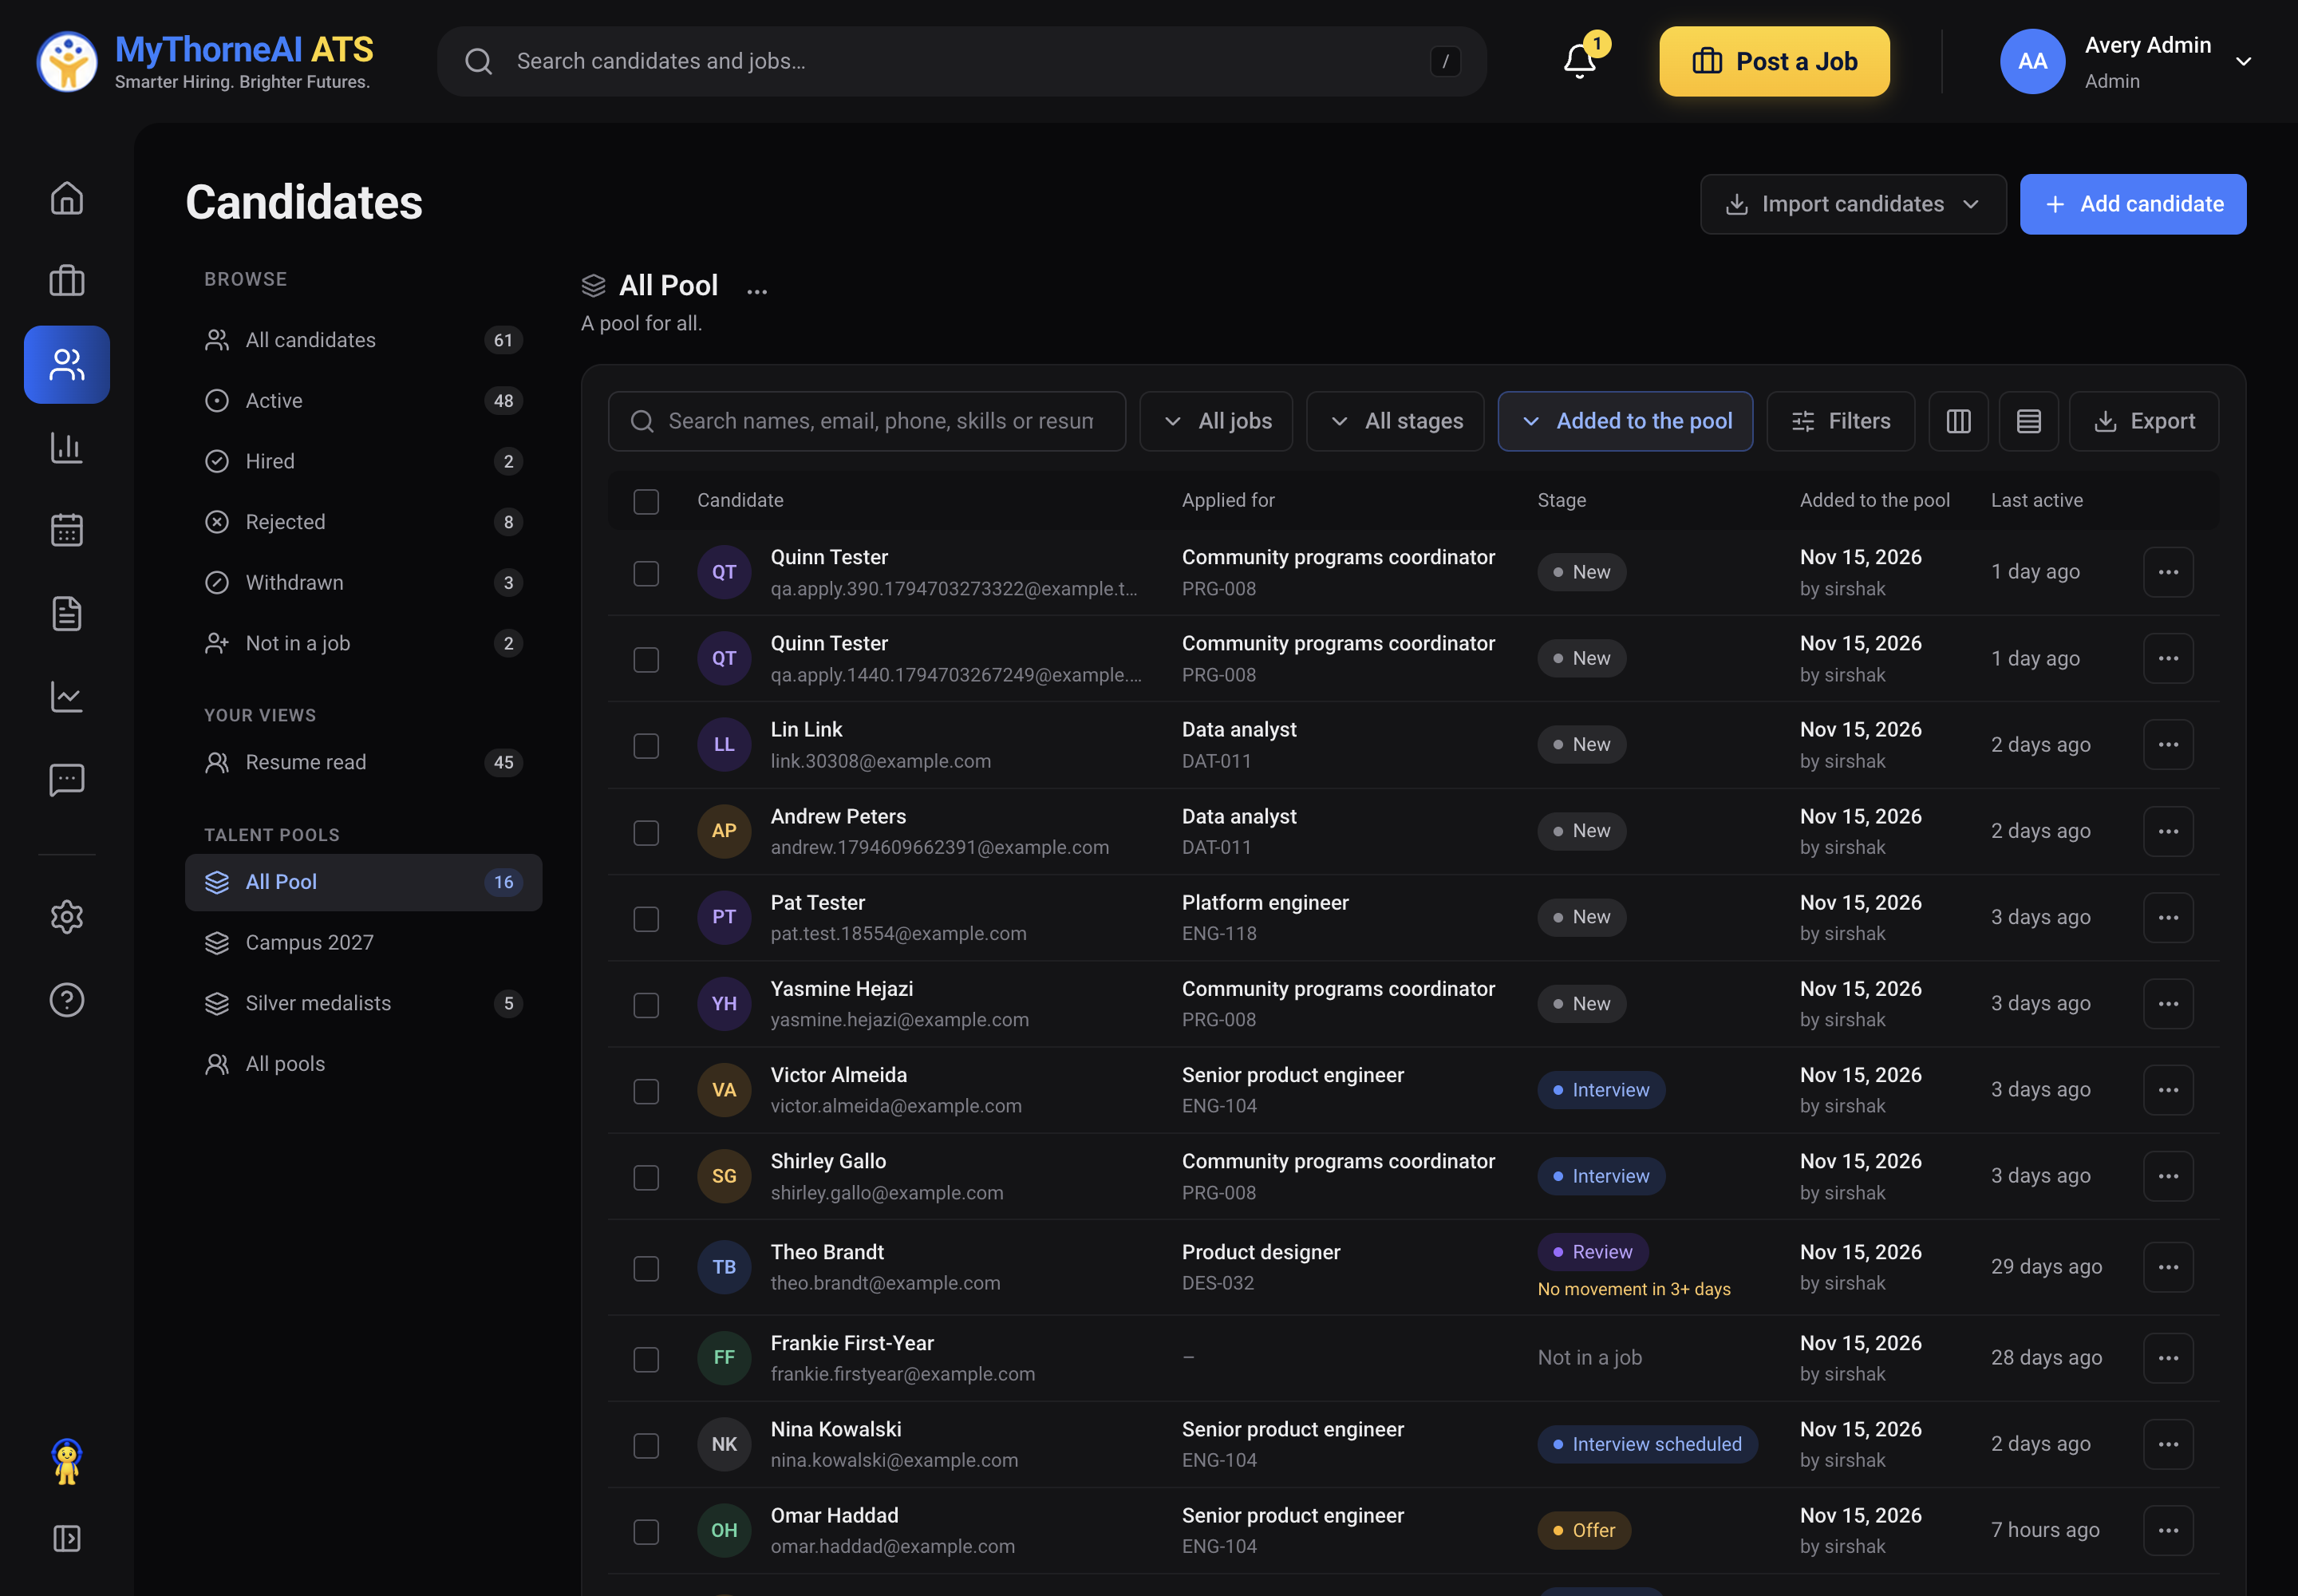 MyThorneAI ATS
Smarter Hiring. Brighter Futures.
Search candidates and jobs...
/
1
Post a Job
AA
Avery Admin
Admin
Candidates
Import candidates
Add candidate
BROWSE
All candidates 61
Active 48
Hired 2
Rejected 8
Withdrawn 3
Not in a job 2
YOUR VIEWS
Resume read 45
TALENT POOLS
All Pool 16
Campus 2027
Silver medalists 5
All pools
All Pool ...
A pool for all.
Search names, email, phone, skills or resun
All jobs
All stages
Added to the pool
Filters
Export
Candidate Applied for Stage Added to the pool Last active
QT Quinn Tester Community programs coordinator New Nov 15, 2026 1 day ago
qa.apply.390.1794703273322@example.t... PRG-008 by sirshak
QT Quinn Tester Community programs coordinator New Nov 15, 2026 1 day ago
qa.apply.1440.1794703267249@example.... PRG-008 by sirshak
LL Lin Link Data analyst New Nov 15, 2026 2 days ago
link.30308@example.com DAT-011 by sirshak
AP Andrew Peters Data analyst New Nov 15, 2026 2 days ago
andrew.1794609662391@example.com DAT-011 by sirshak
PT Pat Tester Platform engineer New Nov 15, 2026 3 days ago
pat.test.18554@example.com ENG-118 by sirshak
YH Yasmine Hejazi Community programs coordinator New Nov 15, 2026 3 days ago
yasmine.hejazi@example.com PRG-008 by sirshak
VA Victor Almeida Senior product engineer Interview Nov 15, 2026 3 days ago
victor.almeida@example.com ENG-104 by sirshak
SG Shirley Gallo Community programs coordinator Interview Nov 15, 2026 3 days ago
shirley.gallo@example.com PRG-008 by sirshak
TB Theo Brandt Product designer Review Nov 15, 2026 29 days ago
theo.brandt@example.com DES-032 No movement in 3+ days by sirshak
FF Frankie First-Year – Not in a job Nov 15, 2026 28 days ago
frankie.firstyear@example.com by sirshak
NK Nina Kowalski Senior product engineer Interview scheduled Nov 15, 2026 2 days ago
nina.kowalski@example.com ENG-104 by sirshak
OH Omar Haddad Senior product engineer Offer Nov 15, 2026 7 hours ago
omar.haddad@example.com ENG-104 by sirshak